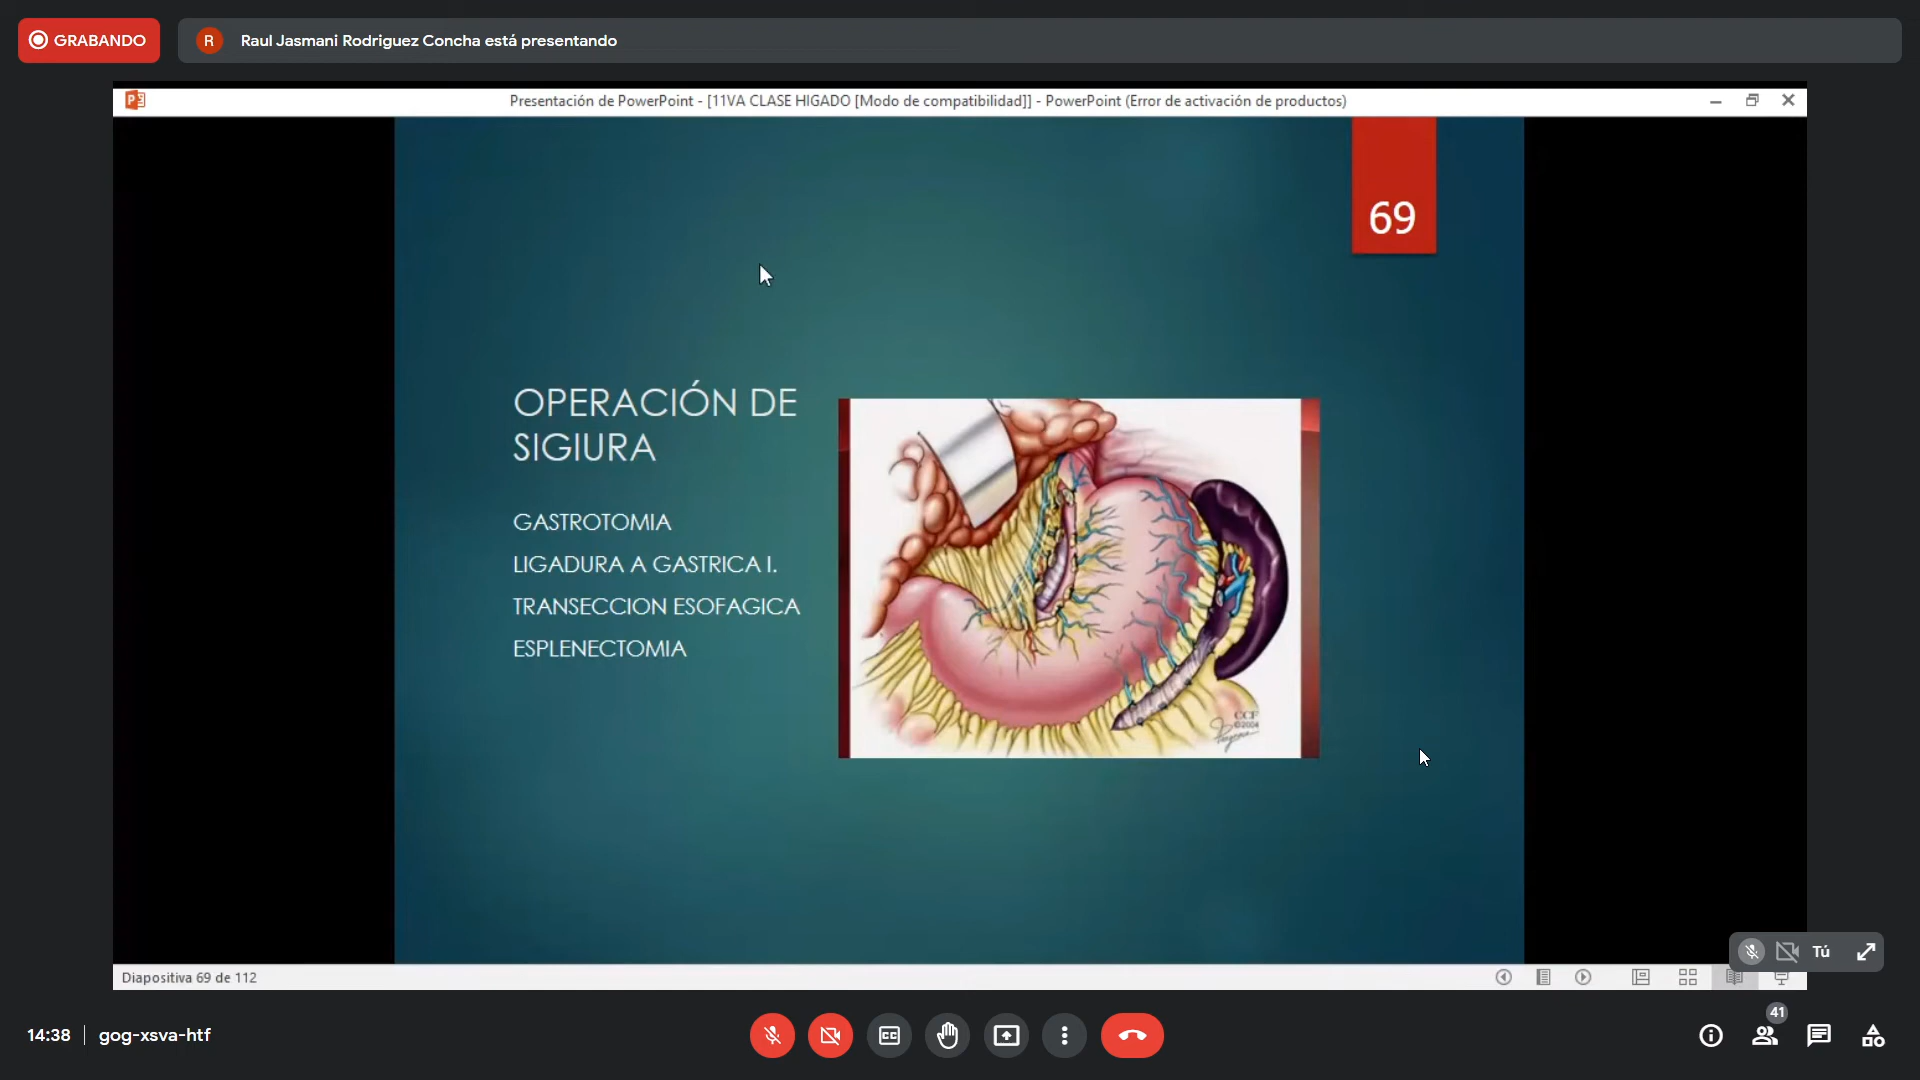 GRABANDO
R
Raul Jasmani Rodriguez Concha está presentando
Presentación de PowerPoint - [11VA CLASE HIGADO [Modo de compatibilidad]] - PowerPoint (Error de activación de productos)
69
OPERACIÓN DE
SIGIURA
GASTROTOMIA
LIGADURA A GASTRICA I.
TRANSECCION ESOFAGICA
ESPLENECTOMIA
CCF
©2004
Tú
Diapositiva 69 de 112
41
14:38
gog-xsva-htf